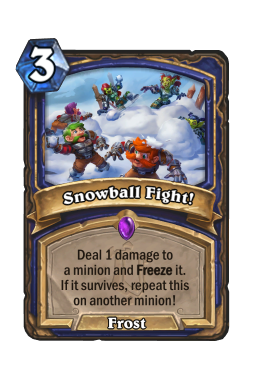 3
Snowball Fight!
Deal 1 damage to
a minion and Freeze it.
If it survives, repeat this
on another minion!
Frost